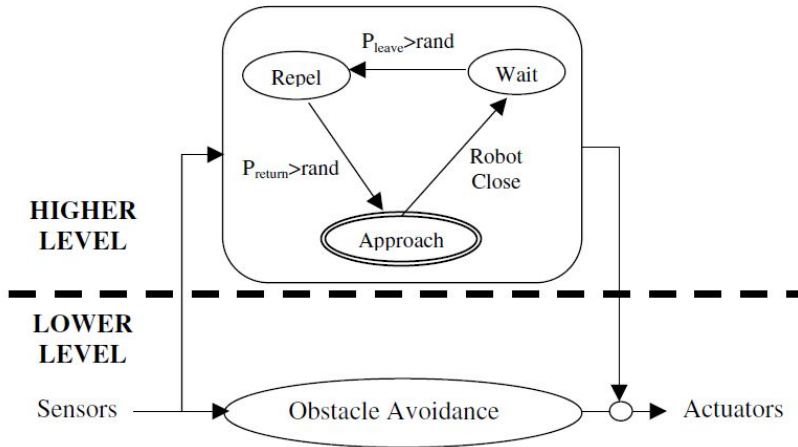 P_leave>rand
Repel
Wait
P_return>rand
Robot
Close
HIGHER
LEVEL
Approach
LOWER
LEVEL
Sensors
Obstacle Avoidance
Actuators